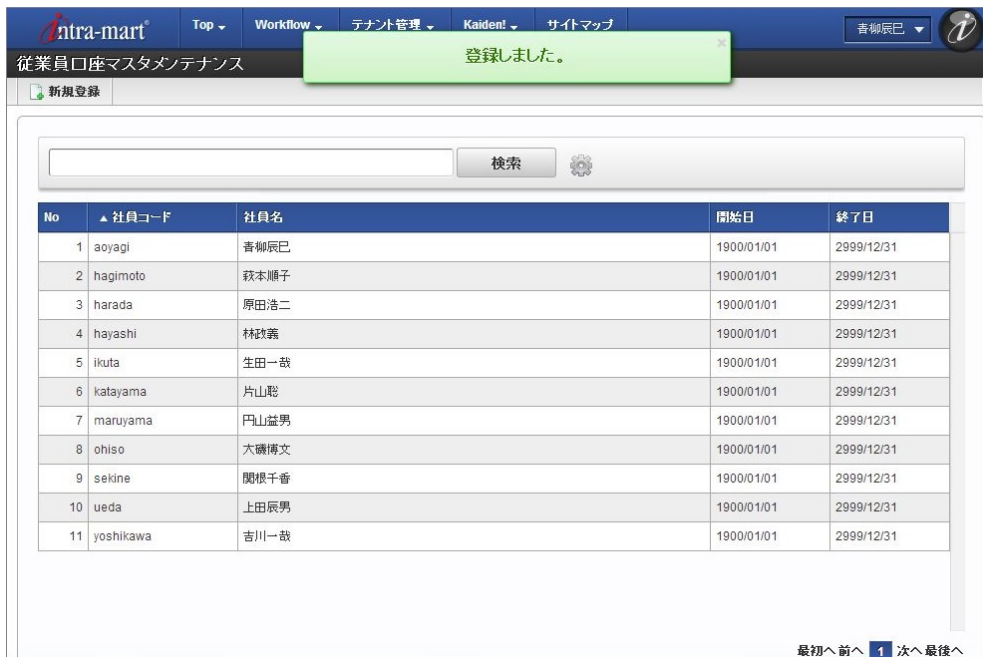 intra-mart® Top Workflow テナント管理 Kaiden! サイトマップ 青柳辰巳
登録しました。 ×
従業員口座マスタメンテナンス
新規登録
検索
No ▲社員コード 社員名 開始日 終了日
1 aoyagi 青柳辰巳 1900/01/01 2999/12/31
2 hagimoto 萩本順子 1900/01/01 2999/12/31
3 harada 原田浩二 1900/01/01 2999/12/31
4 hayashi 林政義 1900/01/01 2999/12/31
5 ikuta 生田一哉 1900/01/01 2999/12/31
6 katayama 片山聡 1900/01/01 2999/12/31
7 maruyama 円山益男 1900/01/01 2999/12/31
8 ohiso 大磯博文 1900/01/01 2999/12/31
9 sekine 関根千香 1900/01/01 2999/12/31
10 ueda 上田辰男 1900/01/01 2999/12/31
11 yoshikawa 吉川一哉 1900/01/01 2999/12/31
最初へ 前へ 1 次へ 最後へ